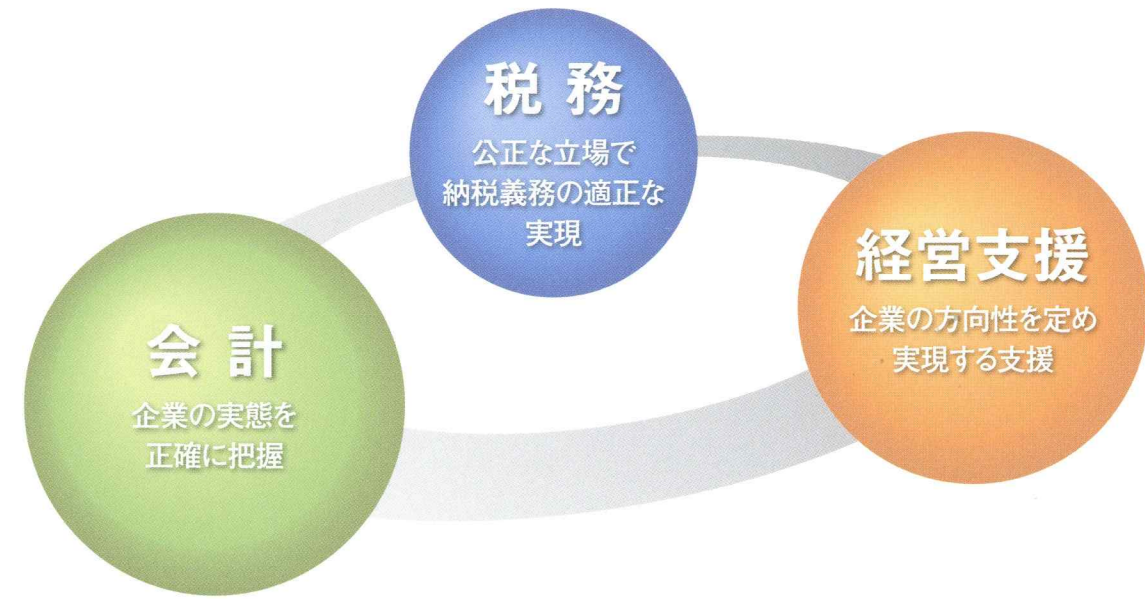 税務
公正な立場で
納税義務の適正な
実現
経営支援
企業の方向性を定め
実現する支援
会計
企業の実態を
正確に把握